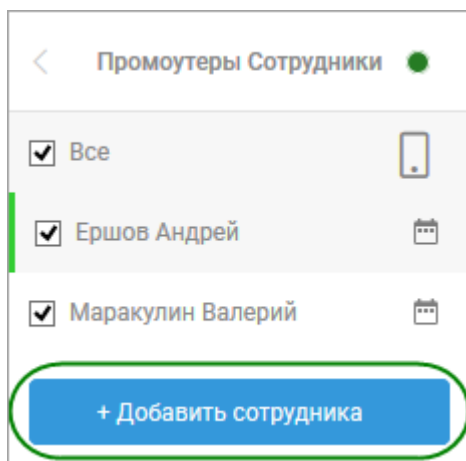 Промоутеры Сотрудники
Все
Ершов Андрей
Маракулин Валерий
+ Добавить сотрудника